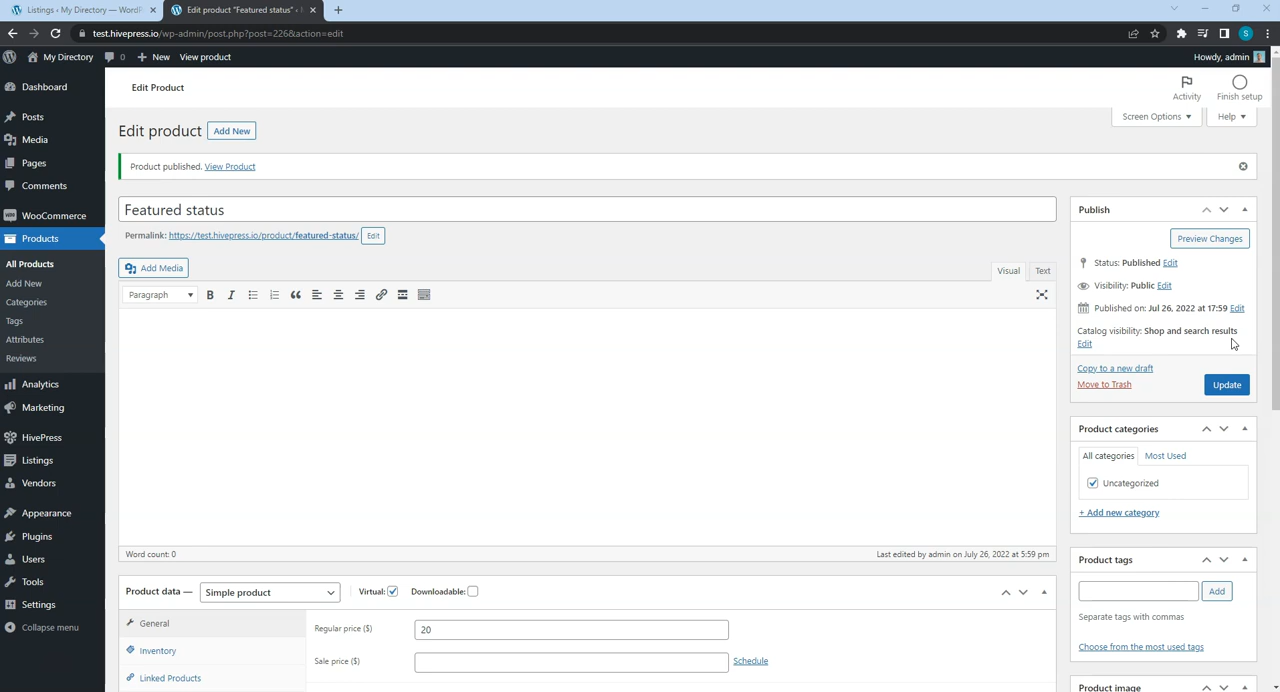 Listings ‹ My Directory — WordPr
Edit product "Featured status" ‹ M
test.hivepress.io/wp-admin/post.php?post=226&action=edit
S
My Directory
0
New
View product
Howdy, admin
Dashboard
Posts
Media
Pages
Comments
WooCommerce
Products
All Products
Add New
Categories
Tags
Attributes
Reviews
Analytics
Marketing
HivePress
Listings
Vendors
Appearance
Plugins
Users
Tools
Settings
Collapse menu
Edit Product
Activity
Finish setup
Screen Options
Help
Edit product
Add New
Product published. View Product
Featured status
Permalink: https://test.hivepress.io/product/featured-status/ Edit
Add Media
Visual
Text
Paragraph
B
I
Word count: 0
Last edited by admin on July 26, 2022 at 5:59 pm
Product data —
Simple product
Virtual:
Downloadable:
General
Inventory
Linked Products
Regular price ($)
20
Sale price ($)
Schedule
Publish
Preview Changes
Status: Published Edit
Visibility: Public Edit
Published on: Jul 26, 2022 at 17:59 Edit
Catalog visibility: Shop and search results
Edit
Copy to a new draft
Move to Trash
Update
Product categories
All categories
Most Used
Uncategorized
+ Add new category
Product tags
Add
Separate tags with commas
Choose from the most used tags
Product image